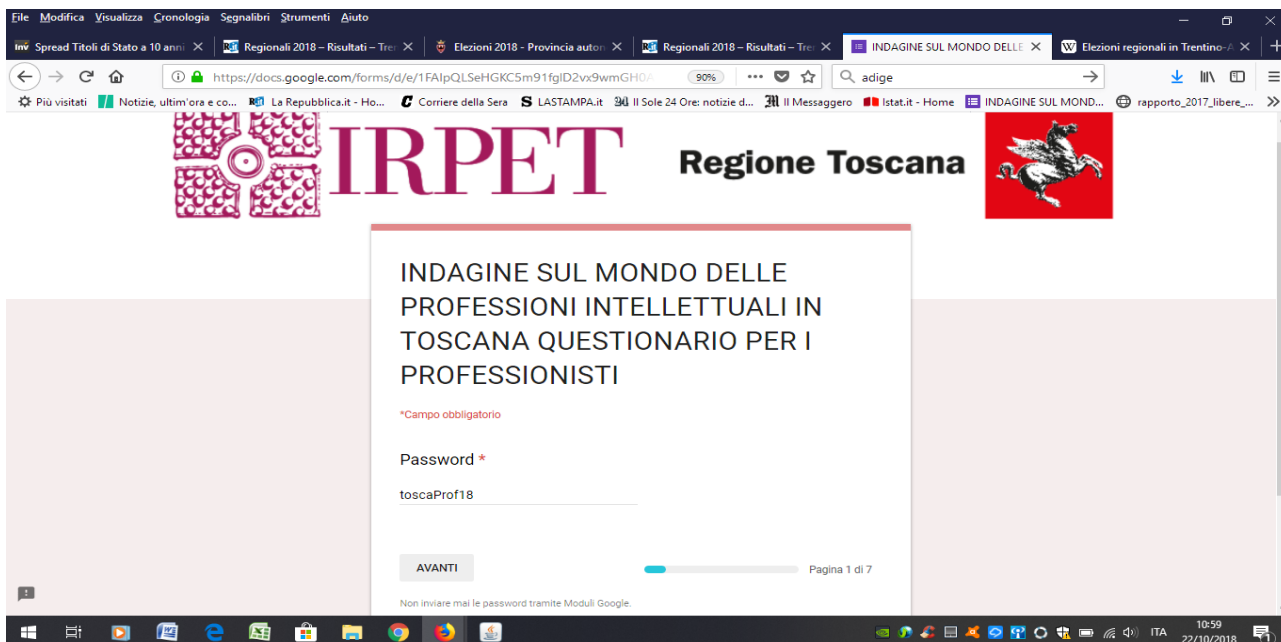 File Modifica Visualizza Cronologia Segnalibri Strumenti Aiuto
Inv Spread Titoli di Stato a 10 anni
Regionali 2018 – Risultati – Tren
Elezioni 2018 - Provincia auton
Regionali 2018 – Risultati – Tre
INDAGINE SUL MONDO DELLE
W Elezioni regionali in Trentino-A
https://docs.google.com/forms/d/e/
90%
adige
Più visitati
Notizie, ultim'ora e co...
La Repubblica.it - Ho...
Corriere della Sera
S LASTAMPA.it
24 Il Sole 24 Ore: notizie d...
Il Messaggero
Istat.it - Home
INDAGINE SUL MOND...
rapporto_2017_libere_...
IRPET
Regione Toscana
INDAGINE SUL MONDO DELLE
PROFESSIONI INTELLETTUALI IN
TOSCANA QUESTIONARIO PER I
PROFESSIONISTI
*Campo obbligatorio
Password *
toscaProf18
AVANTI
Pagina 1 di 7
Non inviare mai le password tramite Moduli Google.
ITA
10:59
22/10/2018